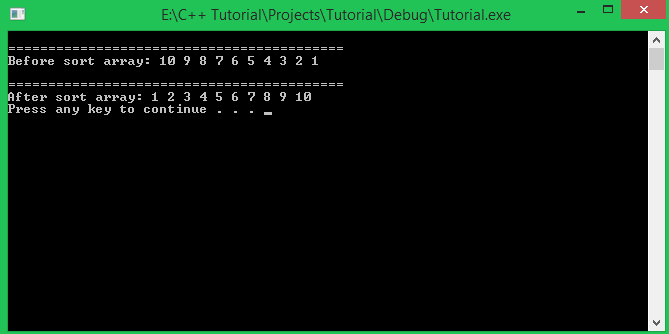 E:\C++ Tutorial\Projects\Tutorial\Debug\Tutorial.exe
==========================================
Before sort array: 10 9 8 7 6 5 4 3 2 1
==========================================
After sort array: 1 2 3 4 5 6 7 8 9 10
Press any key to continue . . . _